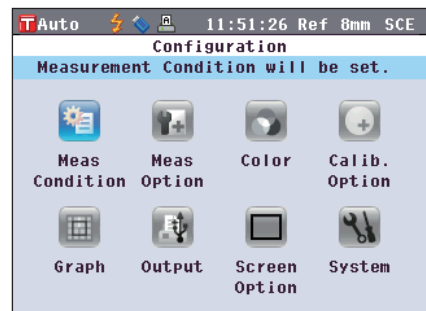 T Auto A 11:51:26 Ref 8mm SCE
Configuration
Measurement Condition will be set.
Meas Condition
Meas Option
Color
Calib. Option
Graph
Output
Screen Option
System